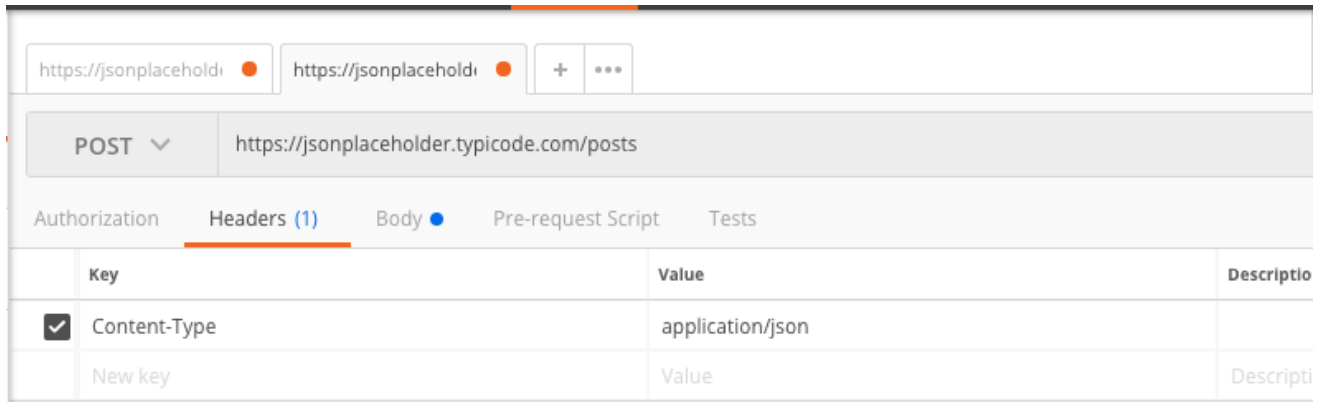 https://jsonplacehold https://jsonplacehold + •••
POST https://jsonplaceholder.typicode.com/posts
Authorization Headers (1) Body Pre-request Script Tests
Key Value Descriptio
Content-Type application/json
New key Value Descripti